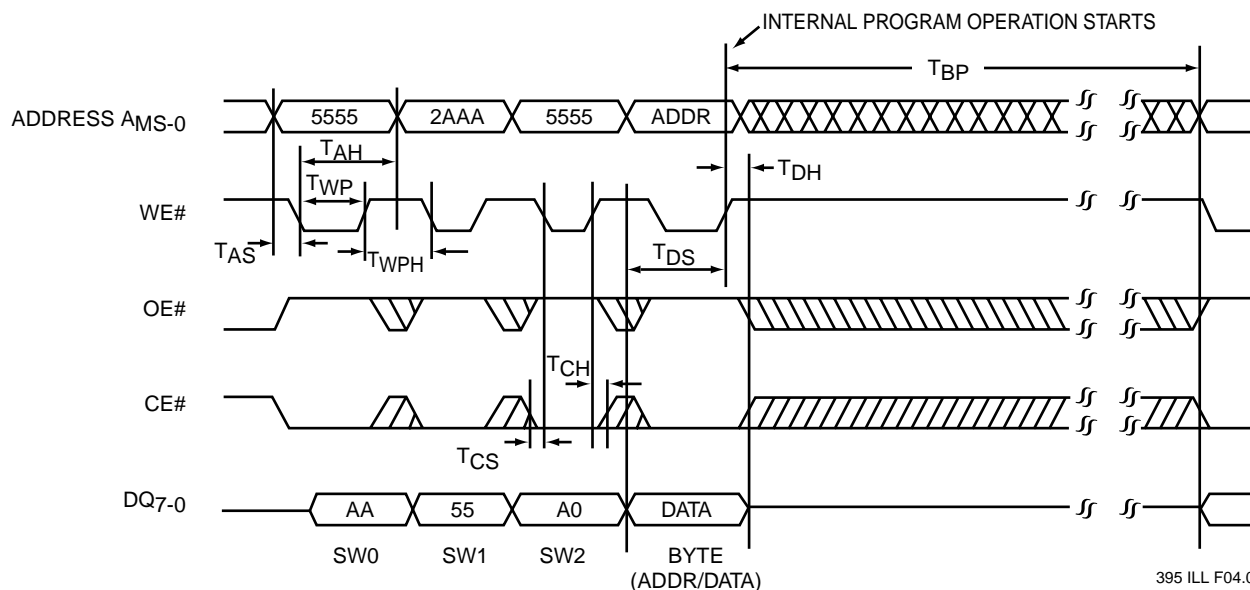 INTERNAL PROGRAM OPERATION STARTS
TBP
ADDRESS AMS-0
5555
2AAA
5555
ADDR
TAH
TDH
TWP
WE#
TAS
TWPH
TDS
OE#
TCH
CE#
TCS
DQ7-0
AA
55
A0
DATA
SW0
SW1
SW2
BYTE
(ADDR/DATA)
395 ILL F04.0